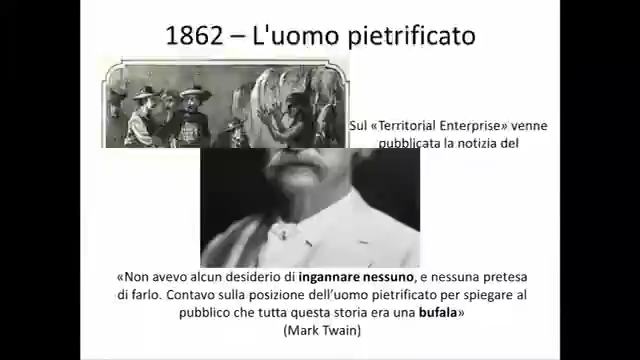 1862 – L'uomo pietrificato
Sul «Territorial Enterprise» venne
pubblicata la notizia del
«Non avevo alcun desiderio di ingannare nessuno, e nessuna pretesa
di farlo. Contavo sulla posizione dell'uomo pietrificato per spiegare al
pubblico che tutta questa storia era una bufala»
(Mark Twain)